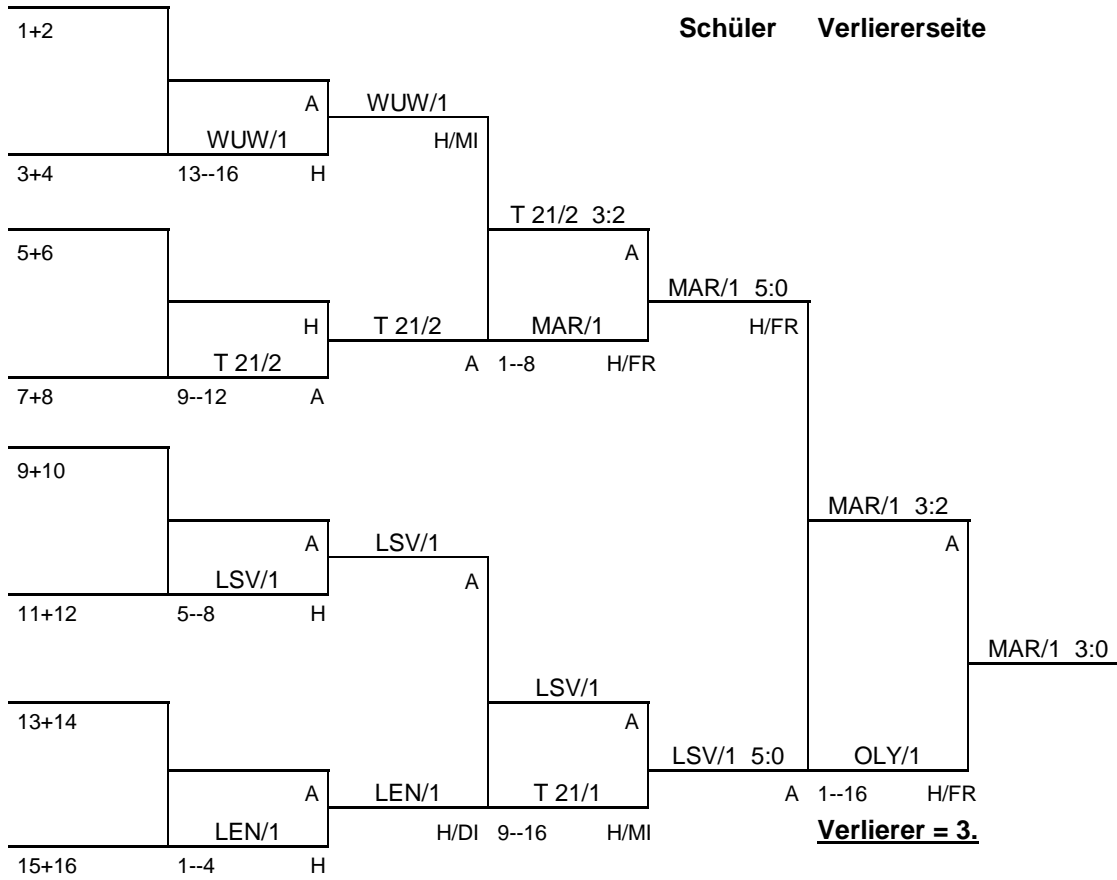 1+2
Schüler Verliererseite
A WUW/1
WUW/1 H/MI
3+4 13--16 H
T 21/2 3:2
5+6 A
MAR/1 5:0
H T 21/2 MAR/1 H/FR
T 21/2 A 1--8 H/FR
7+8 9--12 A
9+10
MAR/1 3:2
A LSV/1 A
LSV/1 A
11+12 5--8 H
MAR/1 3:0
LSV/1
13+14 A
LSV/1 5:0 OLY/1
A LEN/1 T 21/1 A 1--16 H/FR
LEN/1 H/DI 9--16 H/MI Verlierer = 3.
15+16 1--4 H